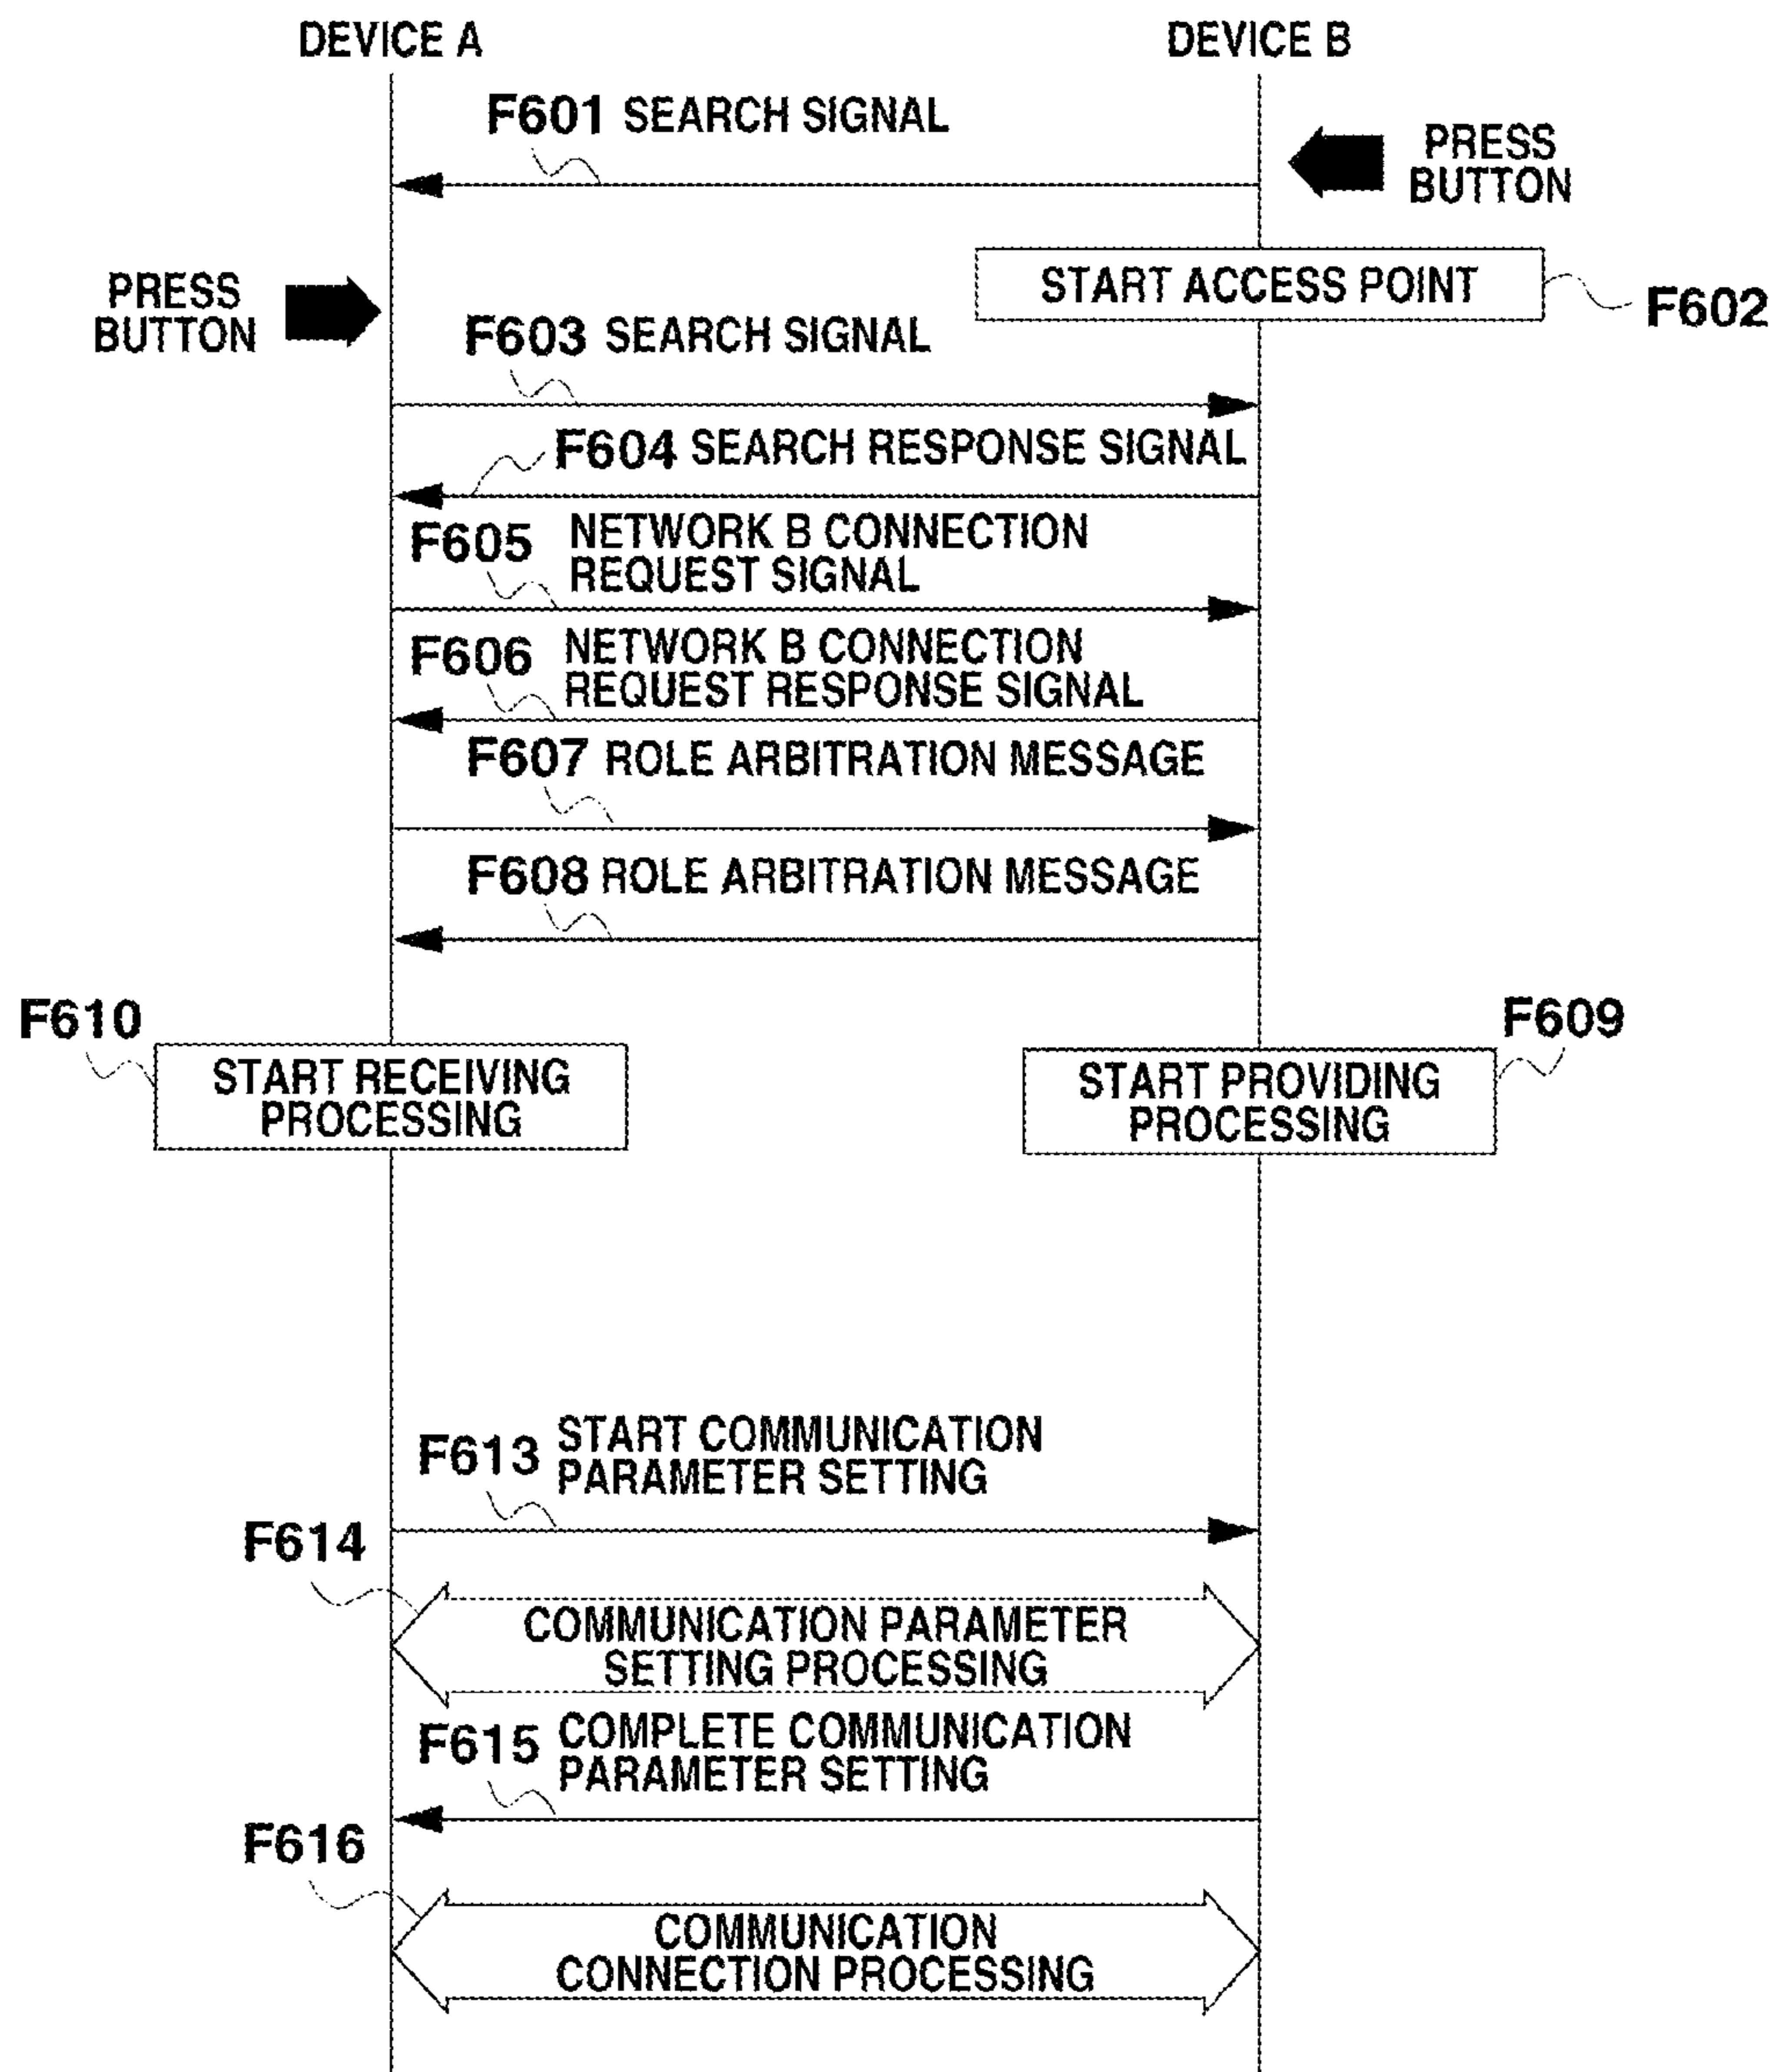 DEVICE A
DEVICE B
F601 SEARCH SIGNAL
PRESS
BUTTON
START ACCESS POINT
F602
PRESS
BUTTON
F603 SEARCH SIGNAL
F604 SEARCH RESPONSE SIGNAL
F605 NETWORK B CONNECTION
REQUEST SIGNAL
F606 NETWORK B CONNECTION
REQUEST RESPONSE SIGNAL
F607 ROLE ARBITRATION MESSAGE
F608 ROLE ARBITRATION MESSAGE
F610
START RECEIVING
PROCESSING
F609
START PROVIDING
PROCESSING
F613 START COMMUNICATION
PARAMETER SETTING
F614
COMMUNICATION PARAMETER
SETTING PROCESSING
F615 COMPLETE COMMUNICATION
PARAMETER SETTING
F616
COMMUNICATION
CONNECTION PROCESSING